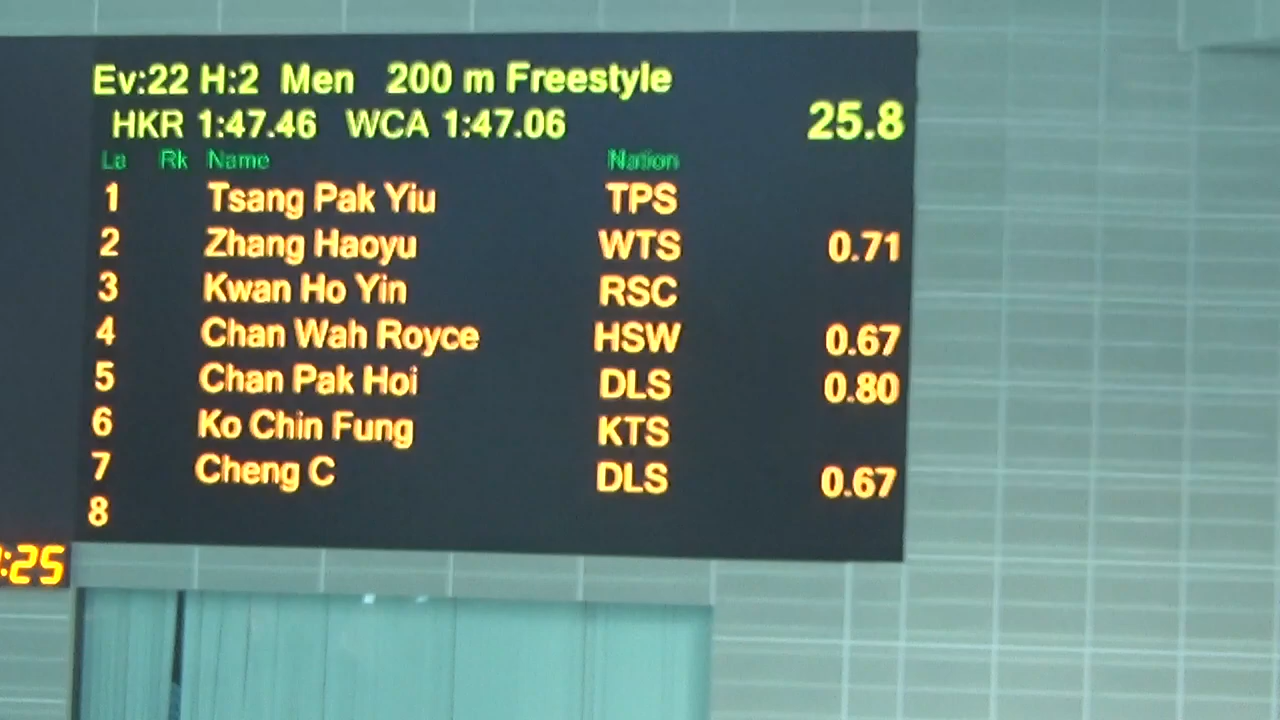 Ev:22 H:2 Men 200 m Freestyle
HKR 1:47.46 WCA 1:47.06 25.8
La Rk Name Nation
1 Tsang Pak Yiu TPS
2 Zhang Haoyu WTS 0.71
3 Kwan Ho Yin RSC
4 Chan Wah Royce HSW 0.67
5 Chan Pak Hoi DLS 0.80
6 Ko Chin Fung KTS
7 Cheng C DLS 0.67
8
:25